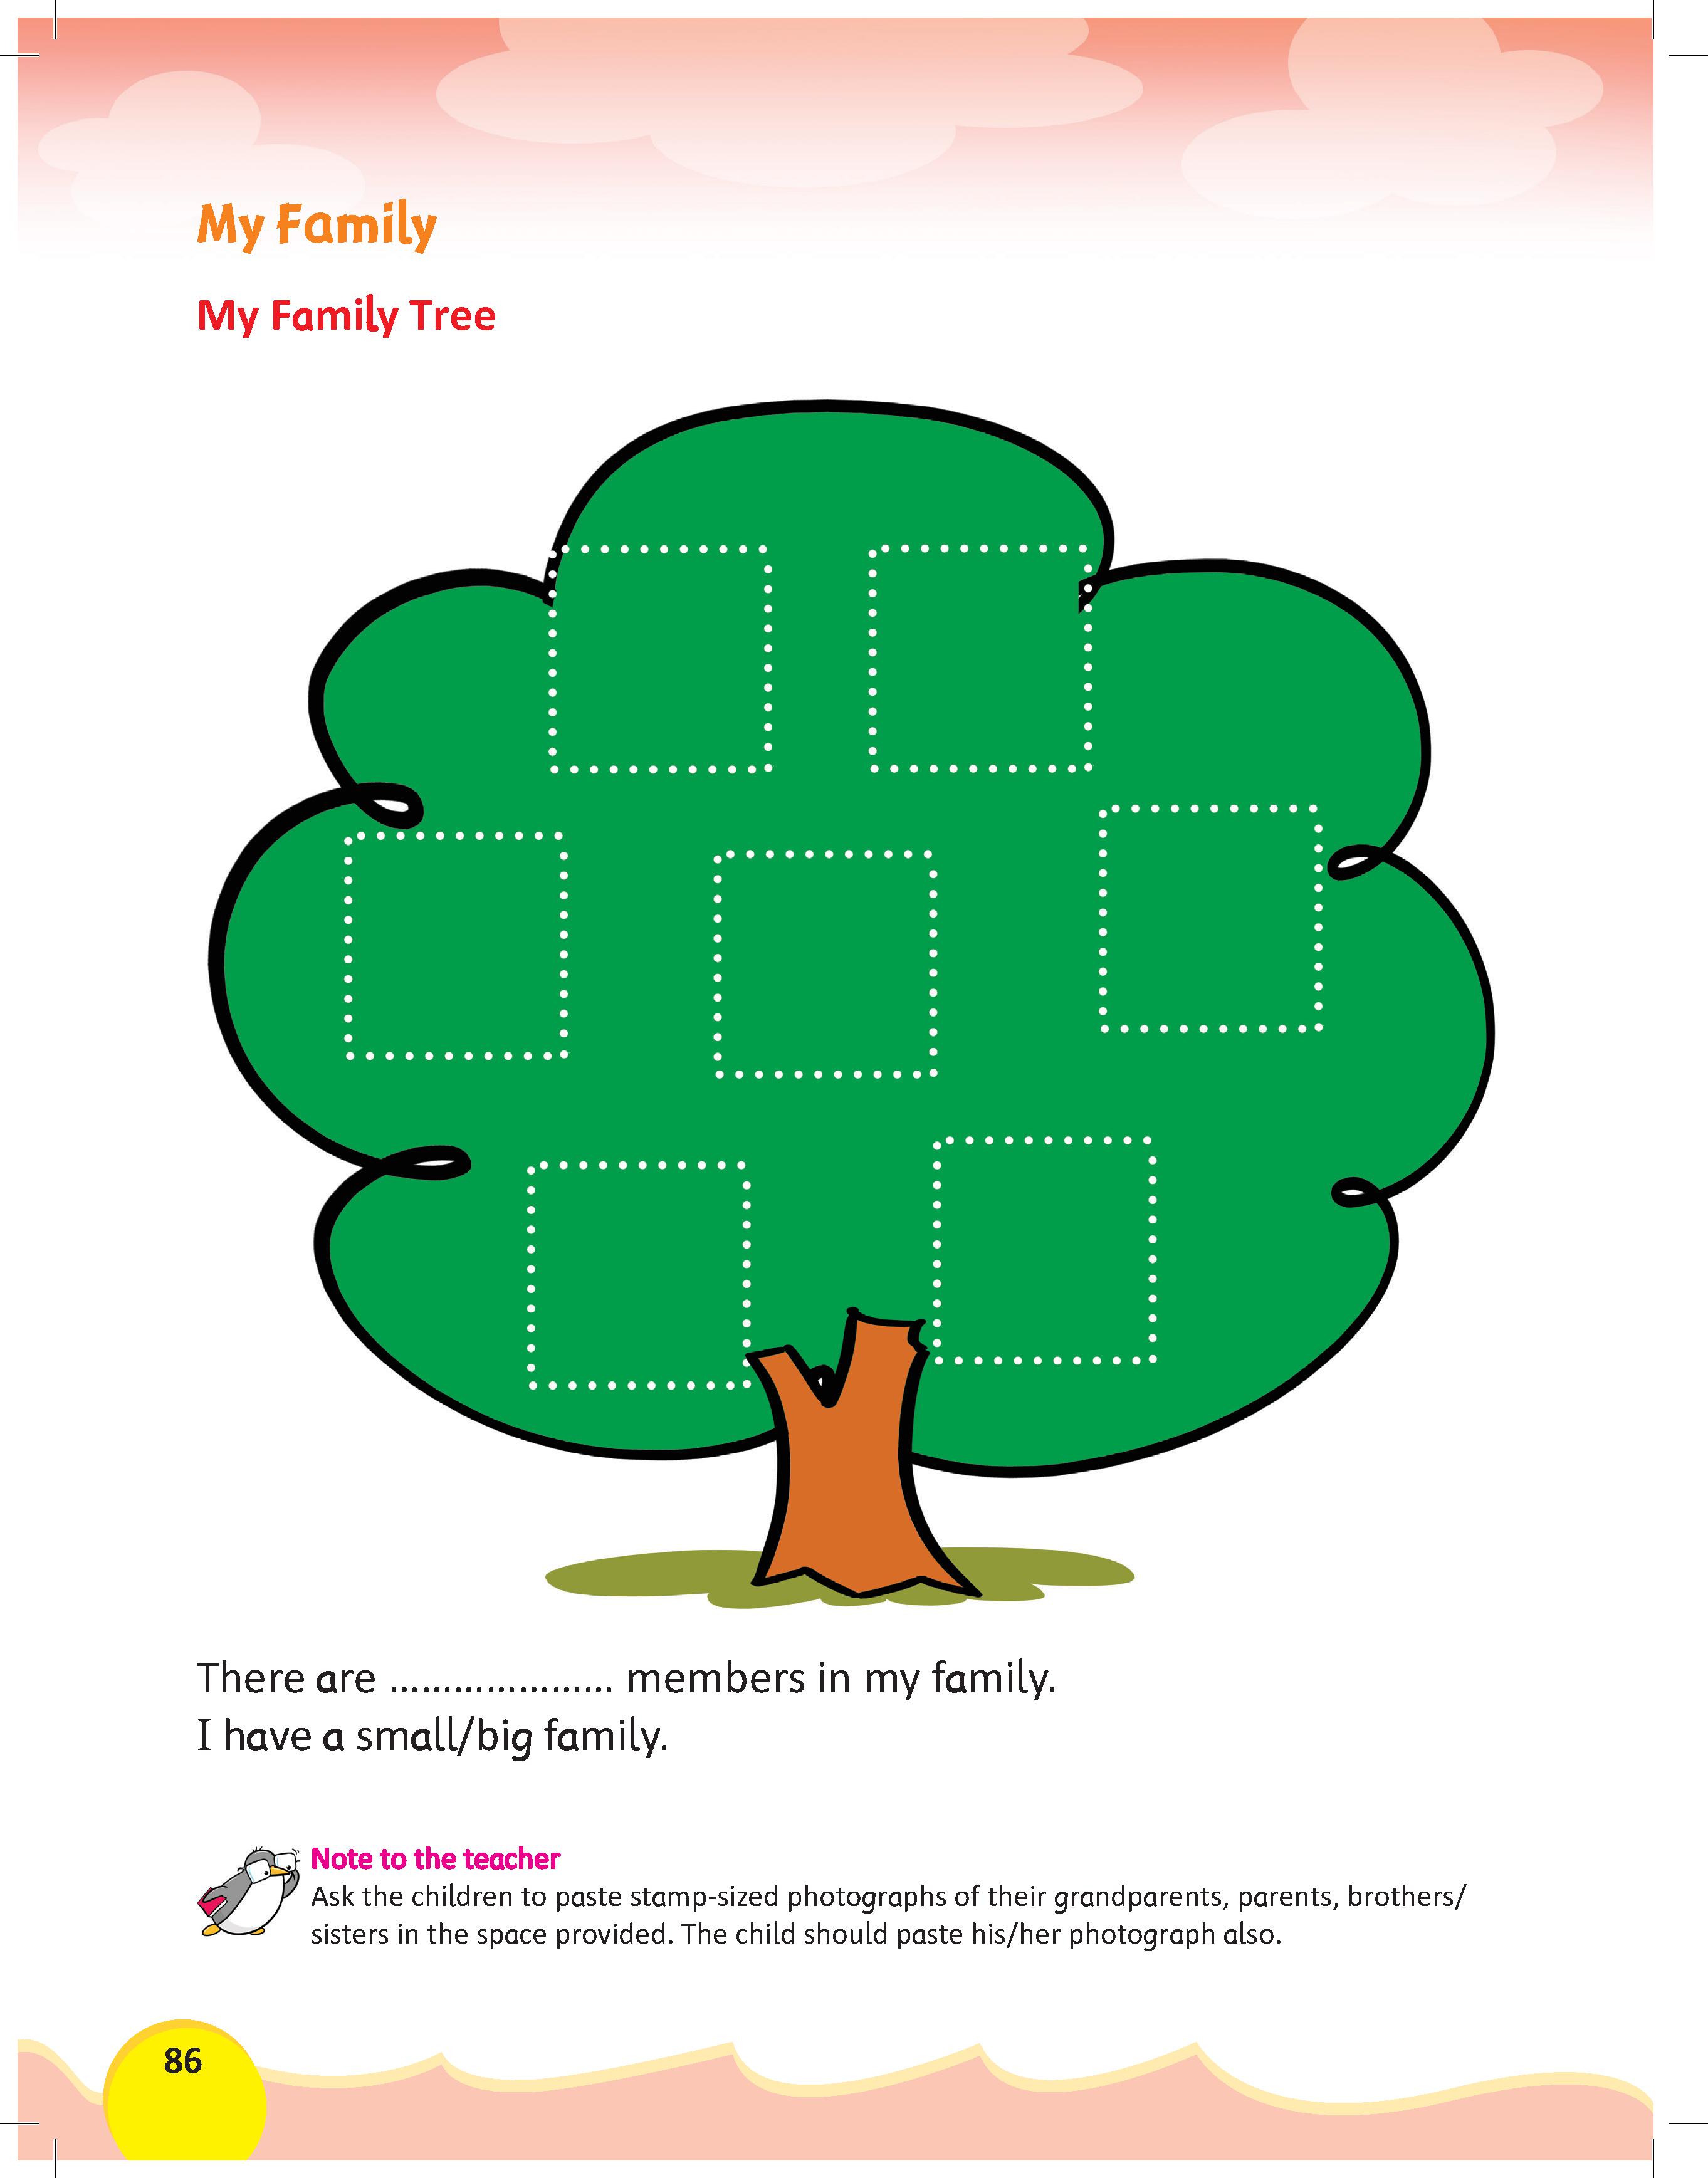 My Family
My Family Tree
There are ..................... members in my family.
I have a small/big family.
Note to the teacher
Ask the children to paste stamp-sized photographs of their grandparents, parents, brothers/
sisters in the space provided. The child should paste his/her photograph also.
86